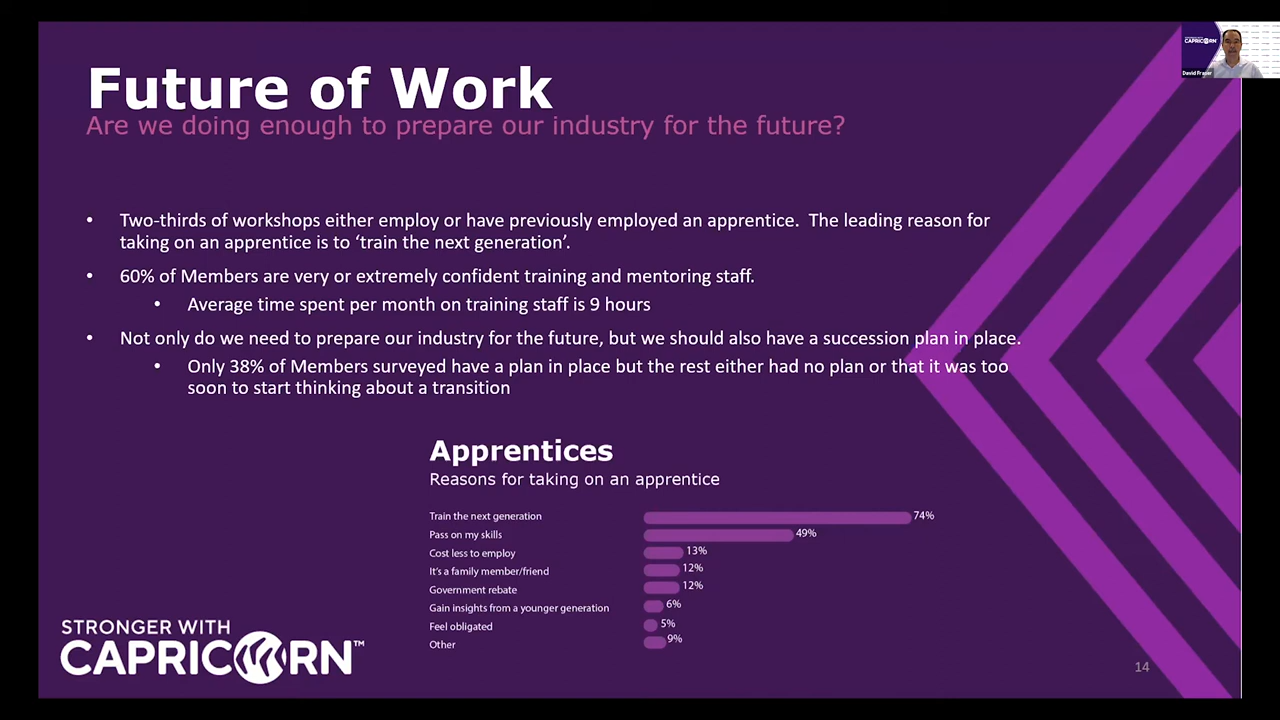 Future of Work
Are we doing enough to prepare our industry for the future?
• Two-thirds of workshops either employ or have previously employed an apprentice. The leading reason for
taking on an apprentice is to ‘train the next generation’.
• 60% of Members are very or extremely confident training and mentoring staff.
• Average time spent per month on training staff is 9 hours
• Not only do we need to prepare our industry for the future, but we should also have a succession plan in place.
• Only 38% of Members surveyed have a plan in place but the rest either had no plan or that it was too
soon to start thinking about a transition
Apprentices
Reasons for taking on an apprentice
Train the next generation 74%
Pass on my skills 49%
Cost less to employ 13%
It's a family member/friend 12%
Government rebate 12%
Gain insights from a younger generation 6%
Feel obligated 5%
Other 9%
STRONGER WITH
CAPRICORN™
14
CAPRICORN
David Fraser